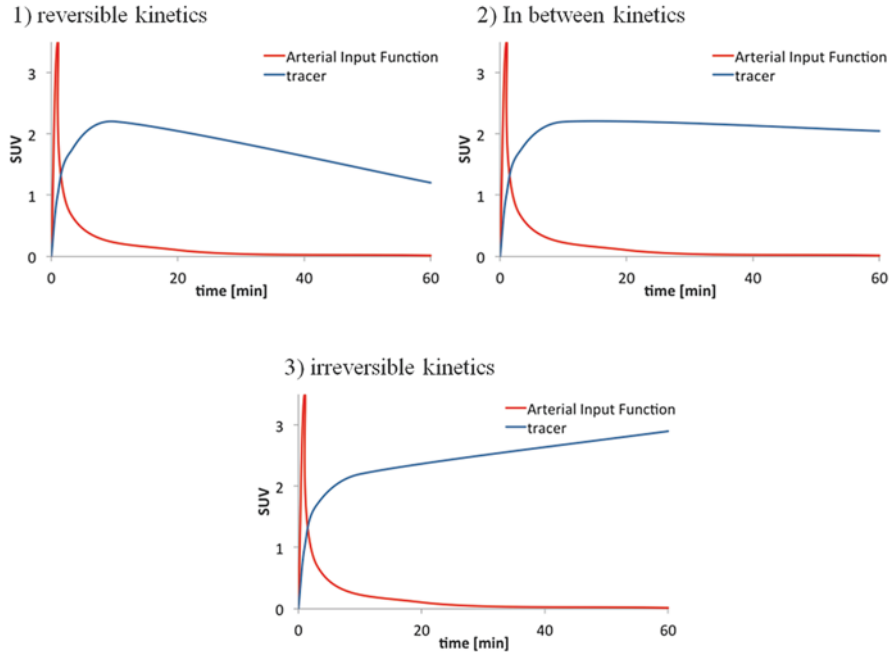 1) reversible kinetics
Arterial Input Function
tracer
SUV
3
2
1
0
0 20 40 60
time [min]
2) In between kinetics
Arterial Input Function
tracer
SUV
3
2
1
0
0 20 40 60
time [min]
3) irreversible kinetics
Arterial Input Function
tracer
SUV
3
2
1
0
0 20 40 60
time [min]